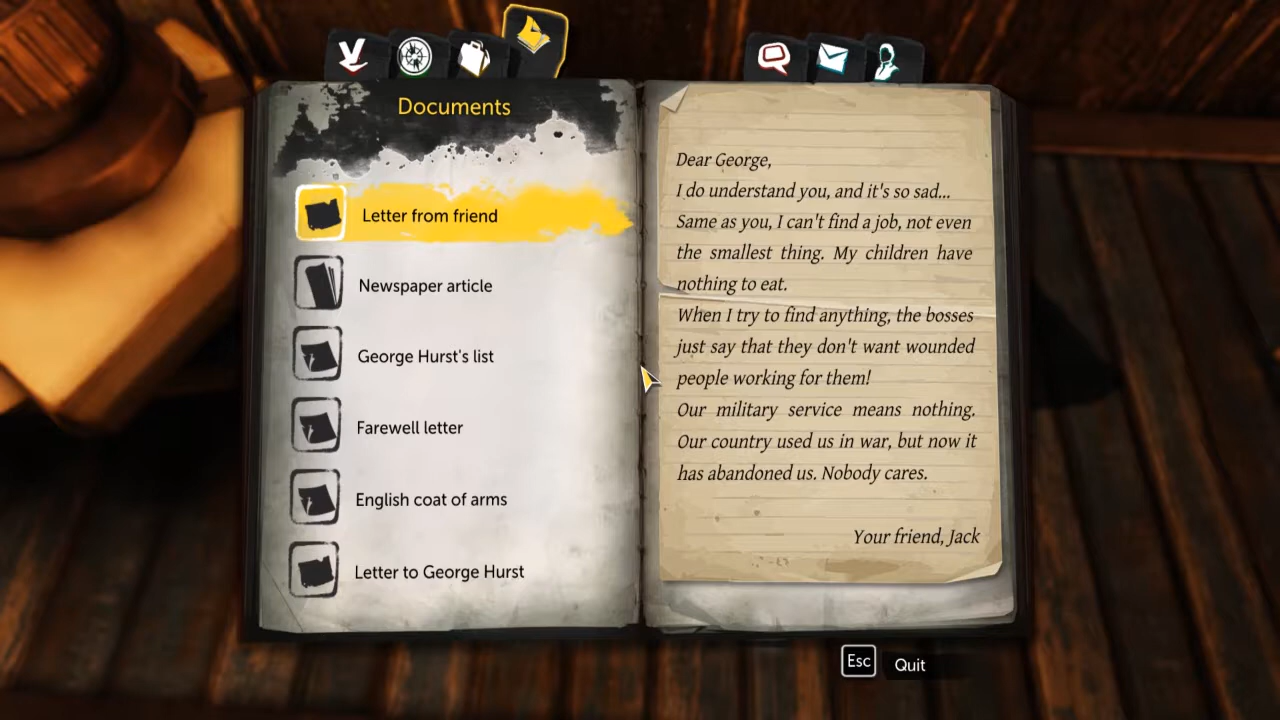 Documents
Letter from friend
Newspaper article
George Hurst's list
Farewell letter
English coat of arms
Letter to George Hurst
Dear George,
I do understand you, and it's so sad...
Same as you, I can't find a job, not even
the smallest thing. My children have
nothing to eat.
When I try to find anything, the bosses
just say that they don't want wounded
people working for them!
Our military service means nothing.
Our country used us in war, but now it
has abandoned us. Nobody cares.
Your friend, Jack
Esc Quit